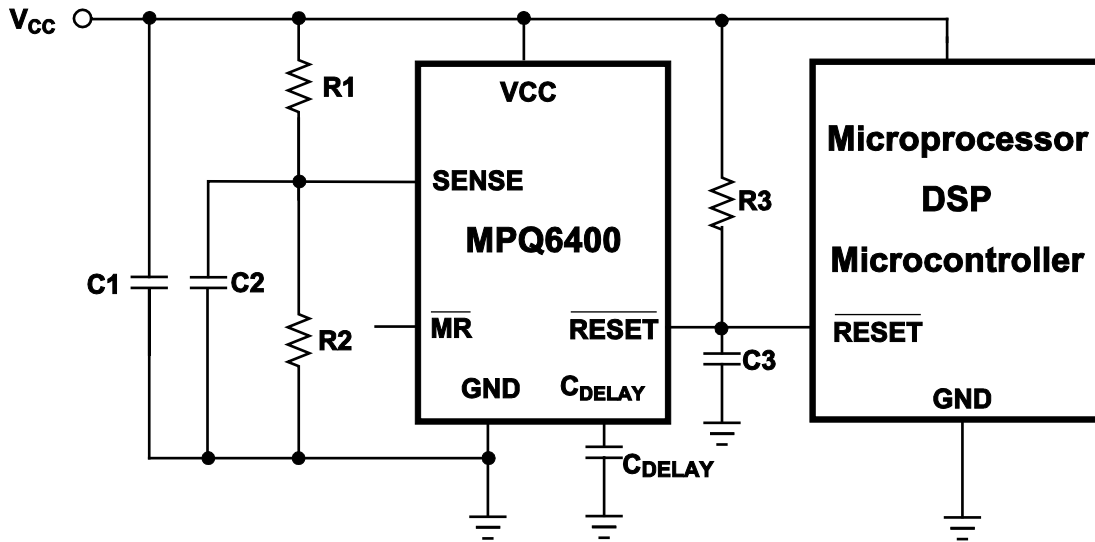 VCC
R1
VCC
SENSE
MPQ6400
R3
Microprocessor
DSP
Microcontroller
C1
C2
R2
MR
RESET
RESET
C3
GND
CDELAY
GND
CDELAY